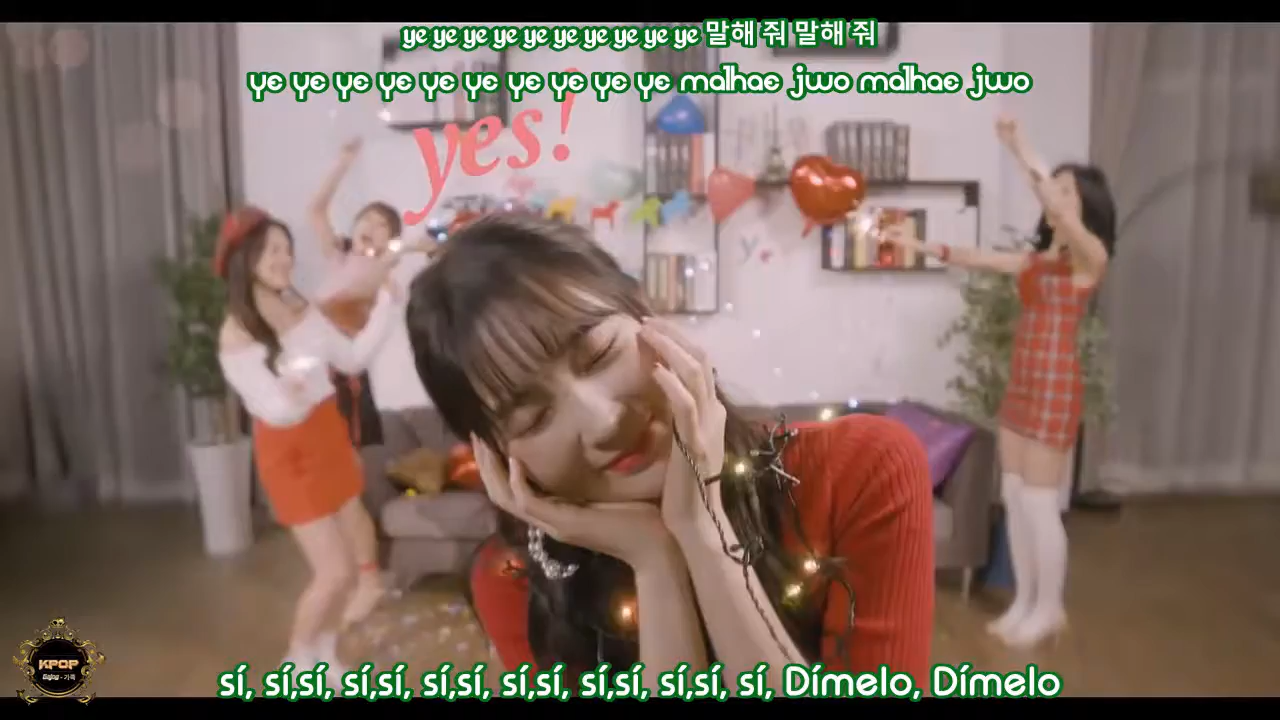 ye ye ye ye ye ye ye ye ye ye 말해 줘 말해 줘
ye ye ye ye ye ye ye ye ye ye malhae jwo malhae jwo
yes!
ye
KPOP
sí, sí,sí, sí,sí, sí,sí, sí,sí, sí,sí, sí,sí, sí, Dímelo, Dímelo